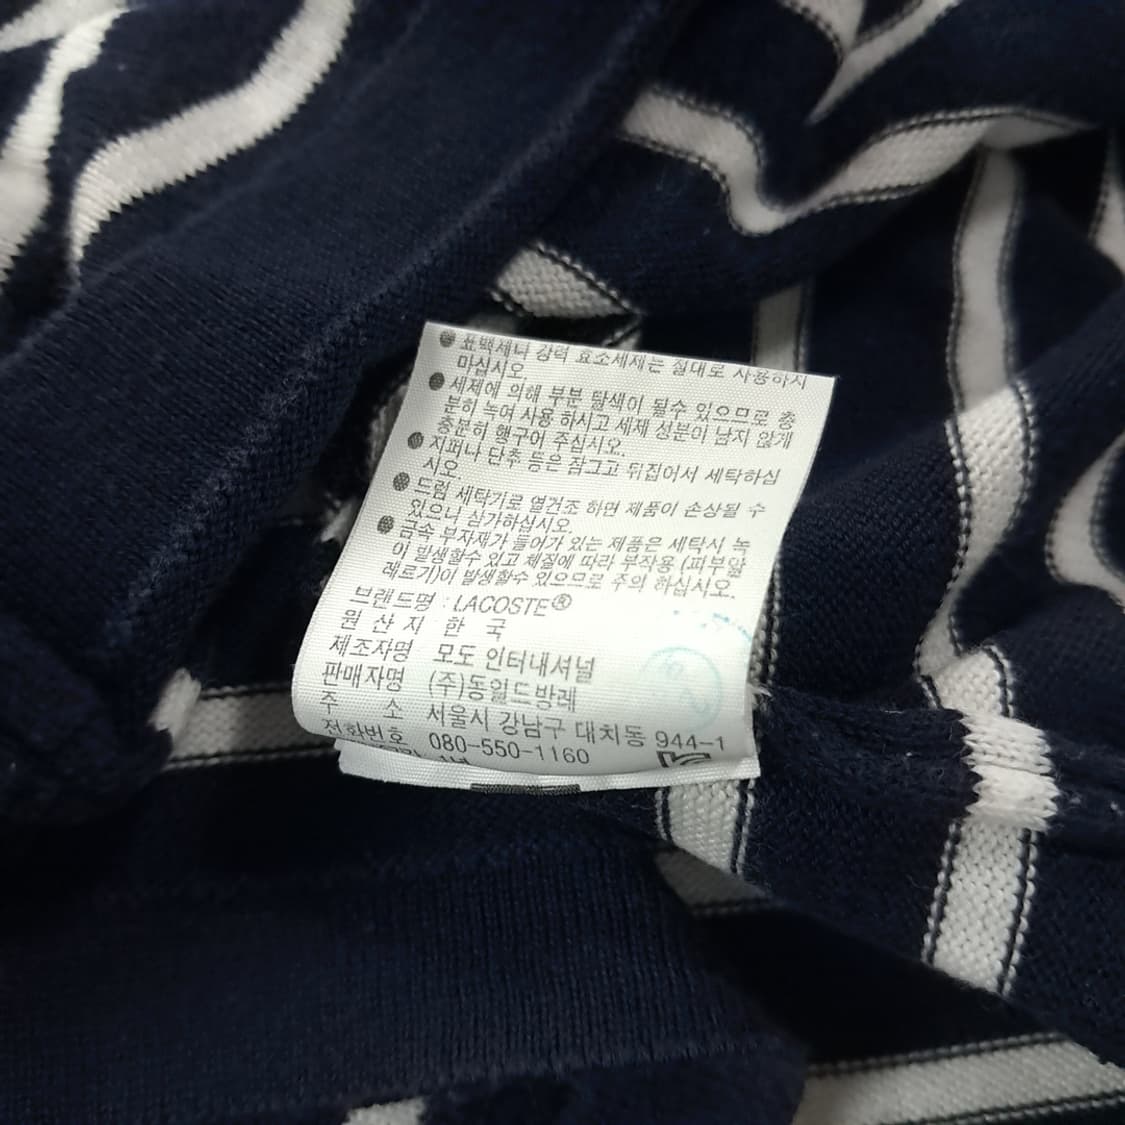 ● 표백세나 강력 효소세제는 절대로 사용하지
마십시오.
● 세제에 의해 부분 탈색이 될수 있으므로 충
분히 녹여 사용 하시고 세제 성분이 남지 않게
충분히 헹구어 주십시오.
● 지퍼나 단추 등은 잠그고 뒤집어서 세탁하십
시오.
● 드럼 세탁기로 열건조 하면 제품이 손상될 수
있으니 삼가하십시오.
● 금속 부자재가 들어가 있는 제품은 세탁시 녹
이 발생할수 있고 체질에 따라 부작용 (피부알
레르기)이 발생할수 있으므로 주의 하십시오.
브랜드명 : LACOSTE®
원 산 지 한 국
제조자명 모도 인터내셔널
판매자명 (주)동일드방레
주 소 서울시 강남구 대치동 944-1
전화번호 080-550-1160
1년